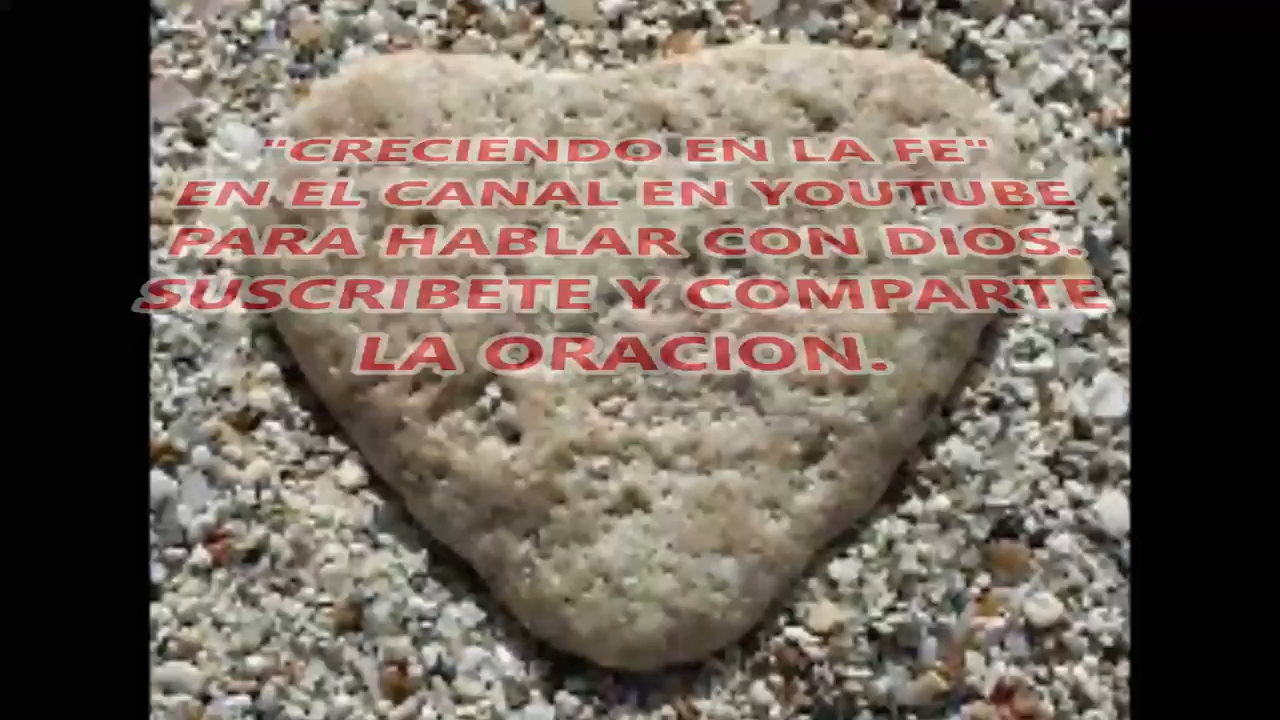 "CRECIENDO EN LA FE"
EN EL CANAL EN YOUTUBE
PARA HABLAR CON DIOS.
SUSCRIBETE Y COMPARTE
LA ORACION.